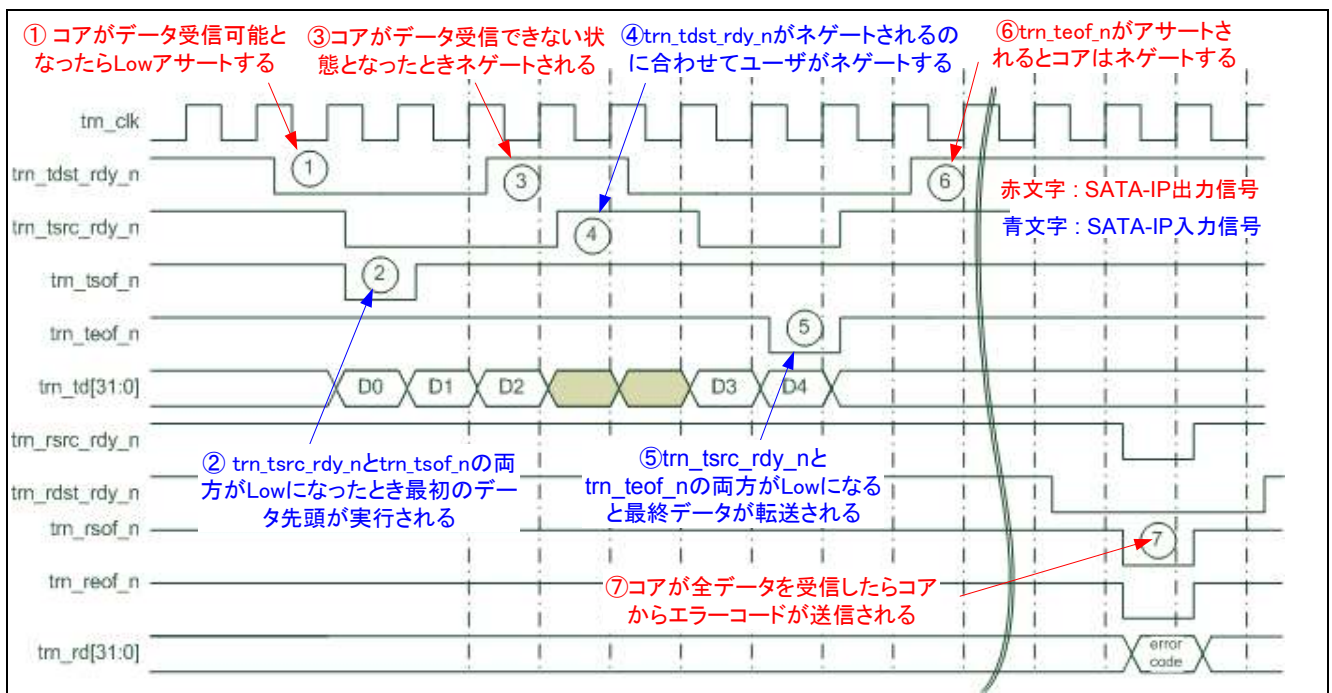 ① コアがデータ受信可能と
なったらLowアサートする
③コアがデータ受信できない状
態となったときネゲートされる
④trn_tdst_rdy_nがネゲートされるの
に合わせてユーザがネゲートする
⑥trn_teof_nがアサートさ
れるとコアはネゲートする
trn_clk
trn_tdst_rdy_n
1
3
6
赤文字 : SATA-IP出力信号
trn_tsrc_rdy_n
4
青文字 : SATA-IP入力信号
trn_tsof_n
2
trn_teof_n
5
trn_td[31:0]
D0
D1
D2
D3
D4
trn_rsrc_rdy_n
② trn_tsrc_rdy_nとtrn_tsof_nの両
方がLowになったとき最初のデー
タ先頭が実行される
⑤trn_tsrc_rdy_nと
trn_teof_nの両方がLowになる
と最終データが転送される
trn_rdst_rdy_n
trn_rsof_n
7
trn_reof_n
⑦コアが全データを受信したらコア
からエラーコードが送信される
trn_rd[31:0]
error
code